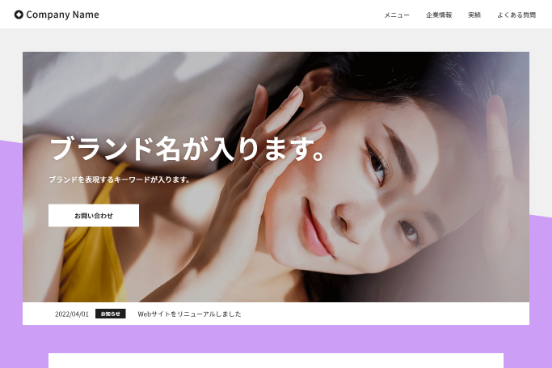 Company Name
メニュー 企業情報 実績 よくある質問
ブランド名が入ります。
ブランドを表現するキーワードが入ります。
お問い合わせ
2022/04/01 お知らせ Webサイトをリニューアルしました